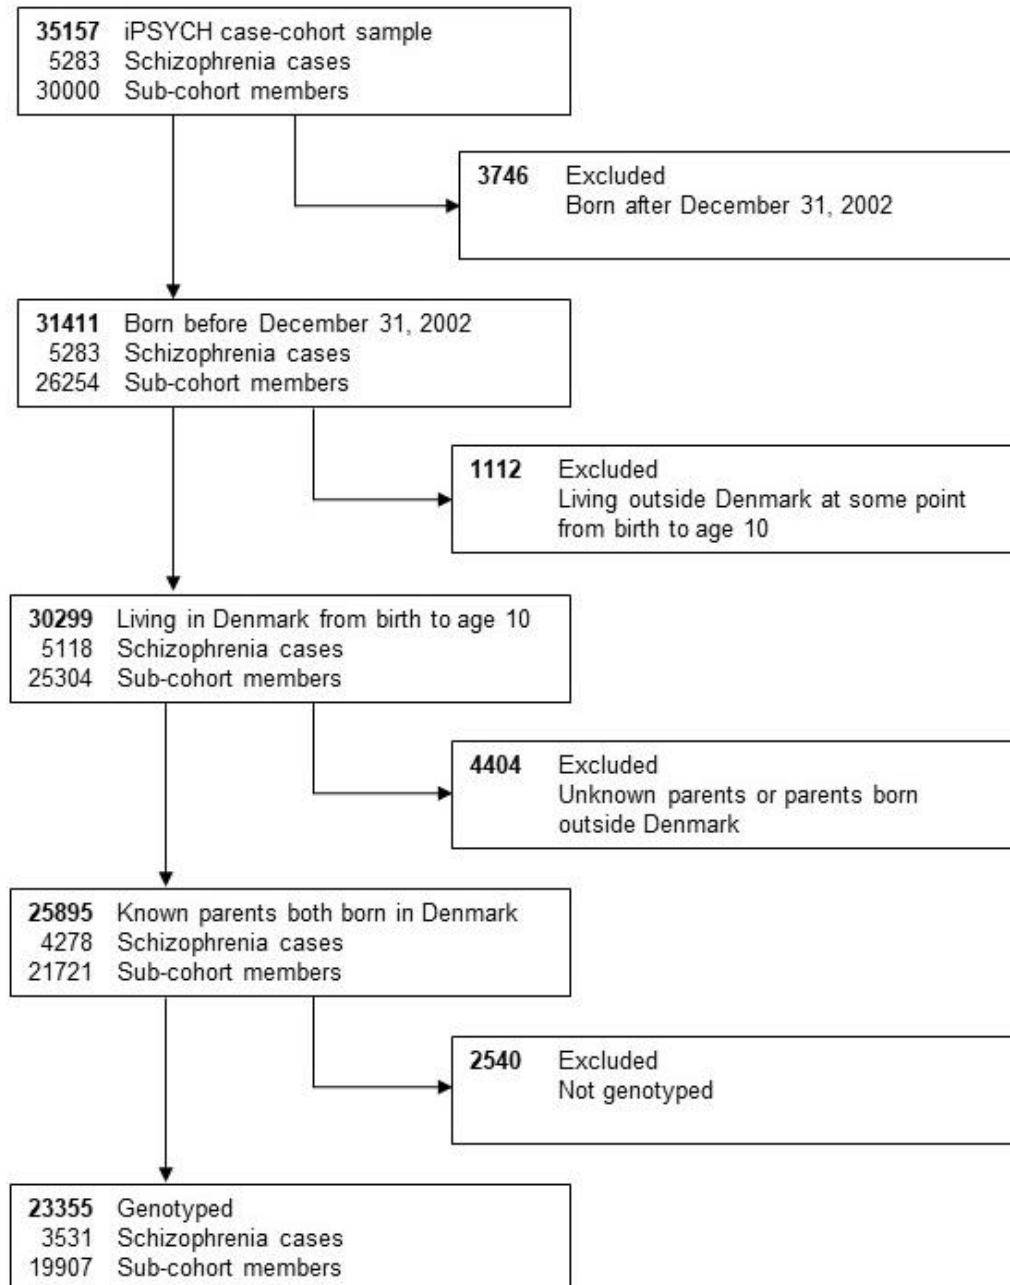 35157 iPSYCH case-cohort sample
5283 Schizophrenia cases
30000 Sub-cohort members
3746 Excluded
Born after December 31, 2002
31411 Born before December 31, 2002
5283 Schizophrenia cases
26254 Sub-cohort members
1112 Excluded
Living outside Denmark at some point
from birth to age 10
30299 Living in Denmark from birth to age 10
5118 Schizophrenia cases
25304 Sub-cohort members
4404 Excluded
Unknown parents or parents born
outside Denmark
25895 Known parents both born in Denmark
4278 Schizophrenia cases
21721 Sub-cohort members
2540 Excluded
Not genotyped
23355 Genotyped
3531 Schizophrenia cases
19907 Sub-cohort members